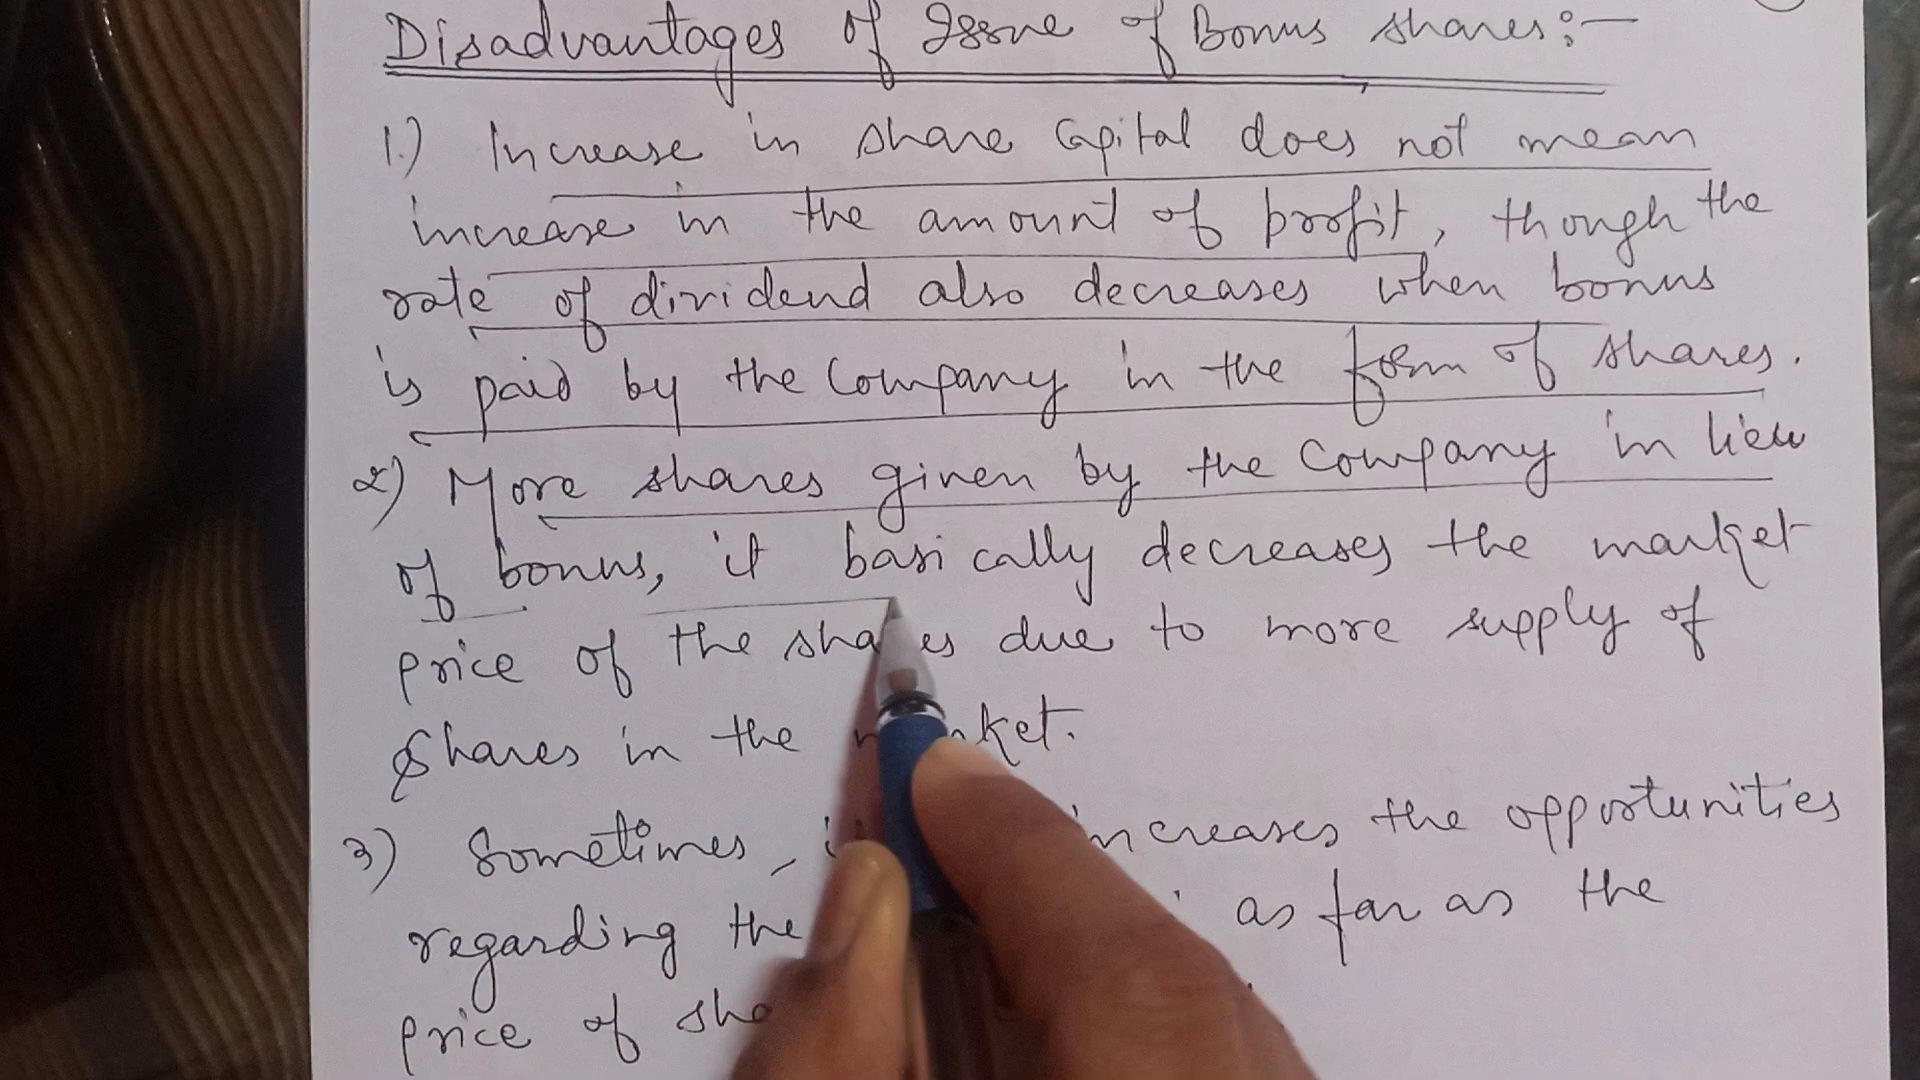 Disadvantages of Issue of Bonus shares:-
1.) Increase in share Capital does not mean
increase in the amount of profit, though the
rate of dividend also decreases when bonus
is paid by the Company in the form of shares.
2) More shares given by the Company in lieu
of bonus, it basically decreases the market
price of the shares due to more supply of
shares in the market.
3) Sometimes, increases the opportunities
regarding the as far as the
price of